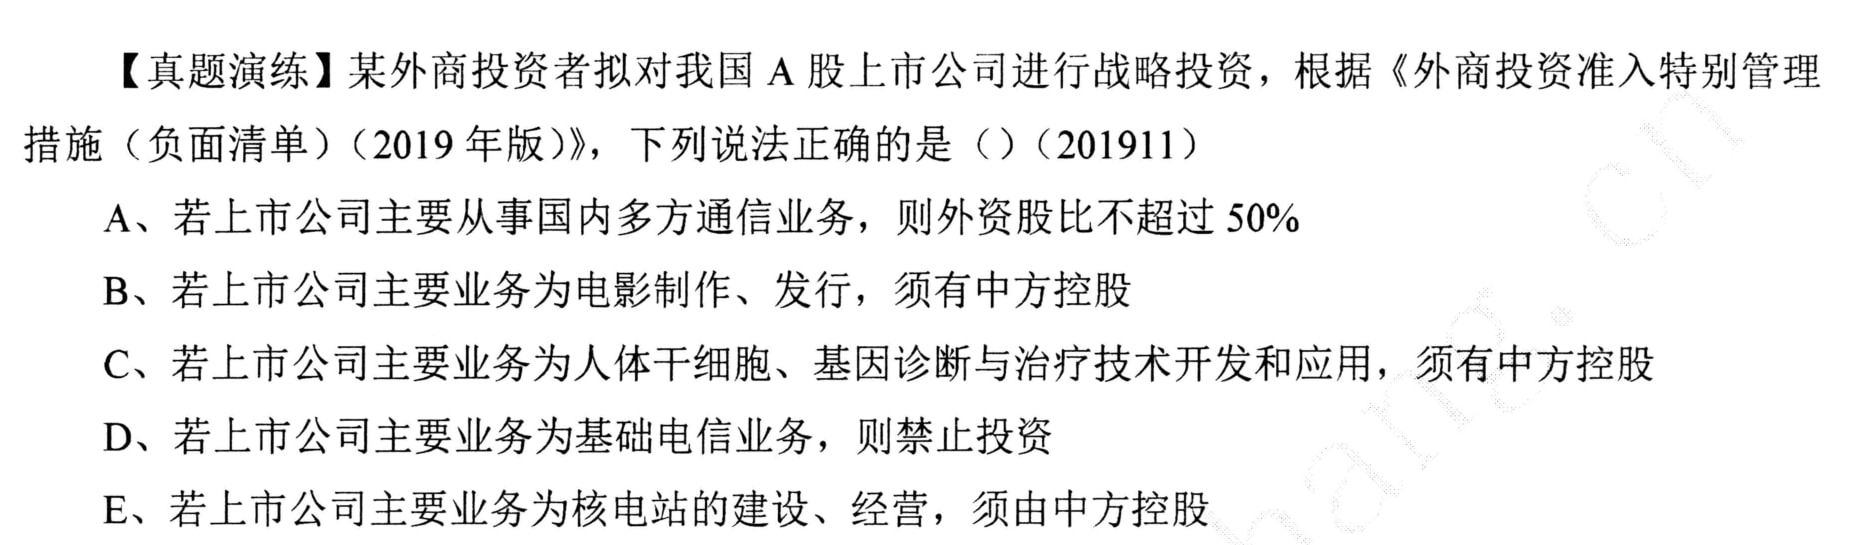 【真题演练】某外商投资者拟对我国 A 股上市公司进行战略投资，根据《外商投资准入特别管理
措施（负面清单）（2019 年版）》，下列说法正确的是（）（201911）
A、若上市公司主要从事国内多方通信业务，则外资股比不超过 50%
B、若上市公司主要业务为电影制作、发行，须有中方控股
C、若上市公司主要业务为人体干细胞、基因诊断与治疗技术开发和应用，须有中方控股
D、若上市公司主要业务为基础电信业务，则禁止投资
E、若上市公司主要业务为核电站的建设、经营，须由中方控股